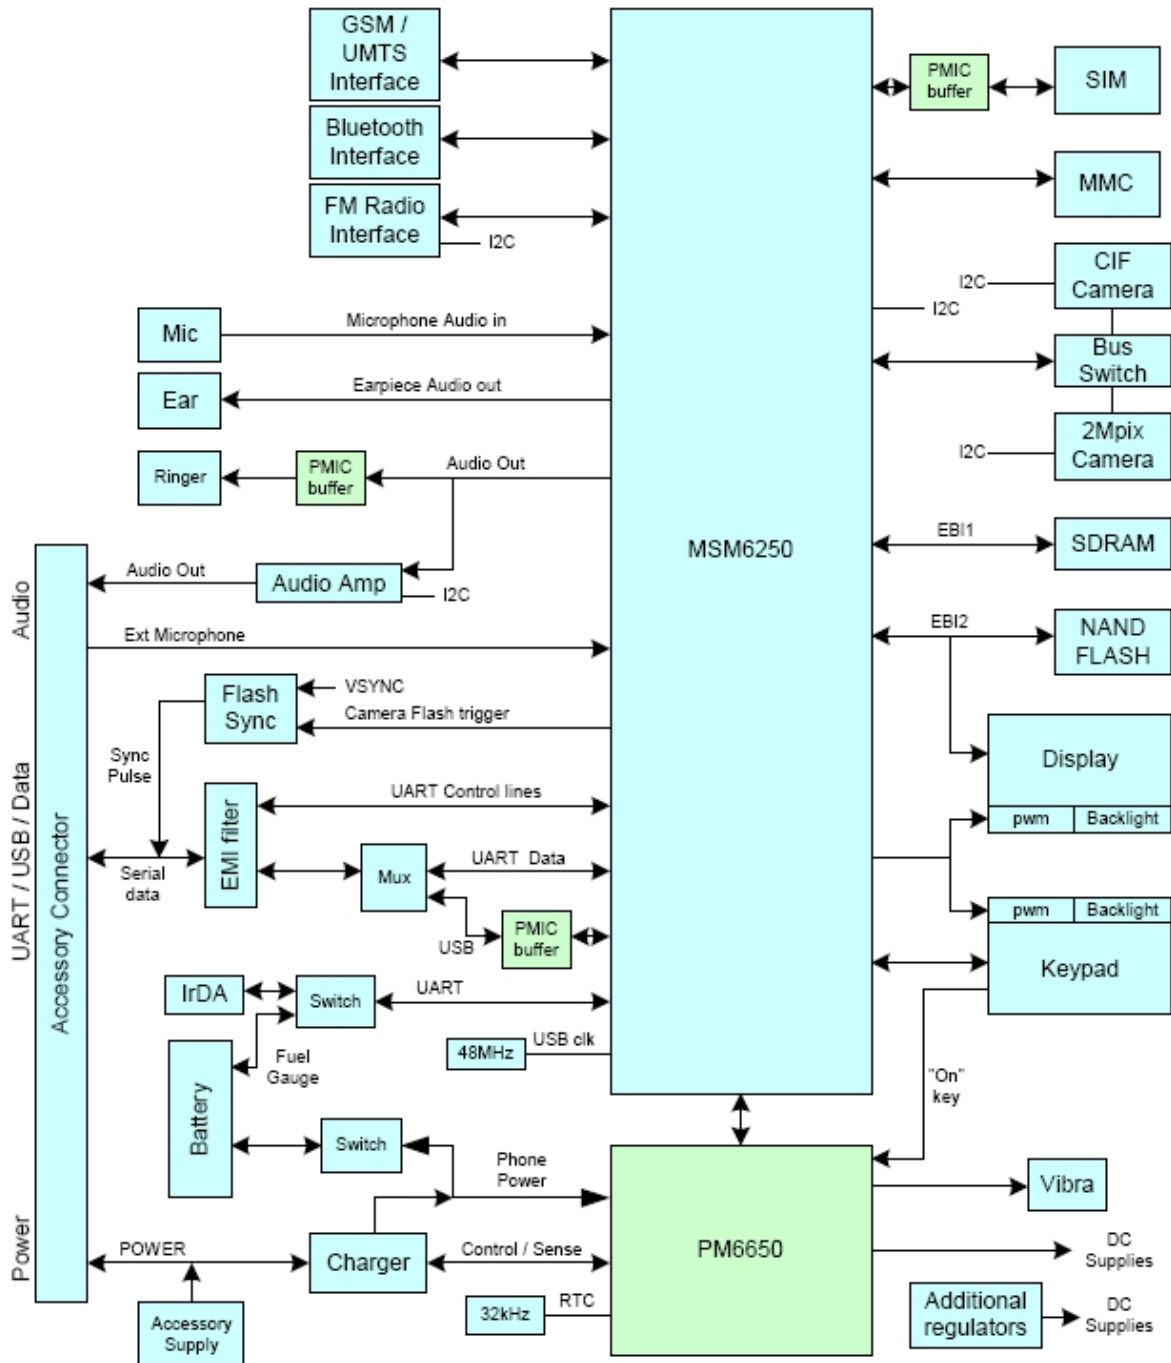 GSM /
UMTS
Interface
PMIC
buffer
SIM
Bluetooth
Interface
MMC
FM Radio
Interface
I2C
CIF
Camera
I2C
I2C
Mic
Microphone Audio in
Bus
Switch
Ear
Earpiece Audio out
2Mpix
Camera
I2C
Ringer
PMIC
buffer
Audio Out
MSM6250
EBI1
SDRAM
Audio Out
Audio Amp
I2C
Audio
Ext Microphone
EBI2
NAND
FLASH
Flash
Sync
VSYNC
Camera Flash trigger
Sync
Pulse
Display
pwm
Backlight
UART / USB / Data
Accessory Connector
EMI filter
UART Control lines
Serial
data
Mux
UART Data
USB
PMIC
buffer
pwm
Backlight
Keypad
IrDA
Switch
UART
48MHz
USB clk
Fuel
Gauge
Battery
"On"
key
Switch
Phone
Power
PM6650
Vibra
Power
POWER
Charger
Control / Sense
DC
Supplies
32kHz
RTC
Accessory
Supply
Additional
regulators
DC
Supplies